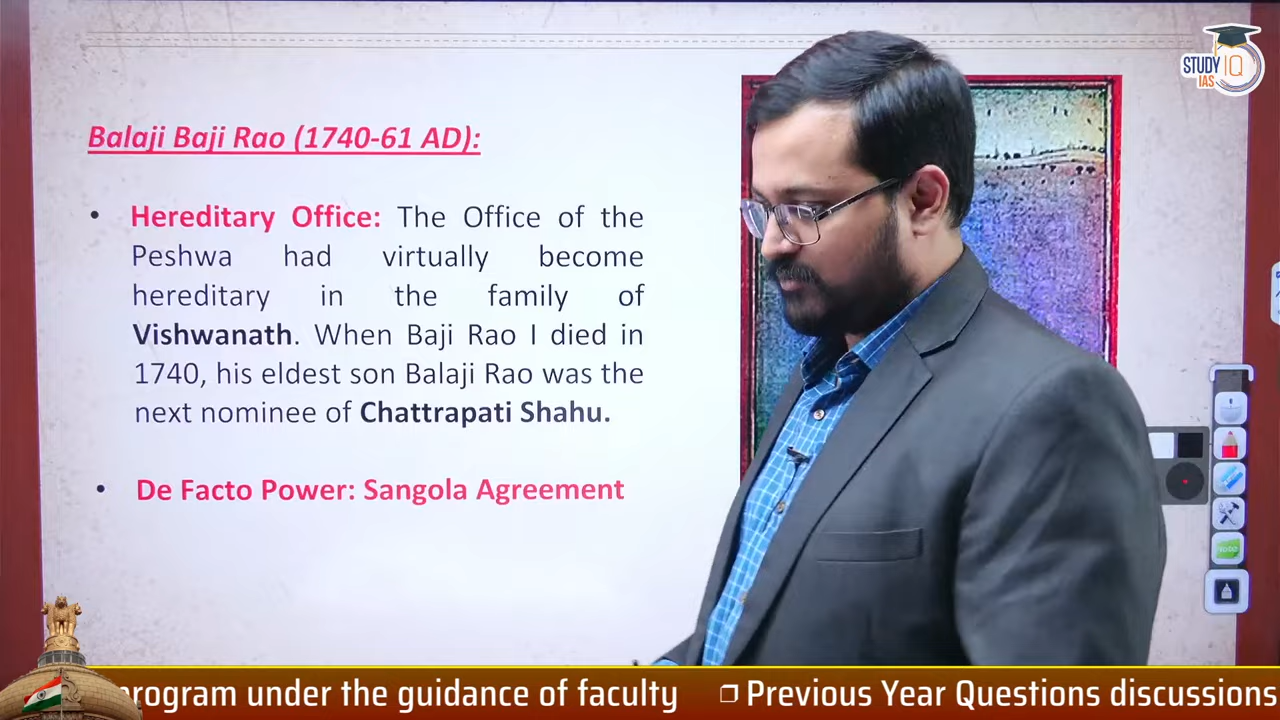 STUDY IQ
IAS
Balaji Baji Rao (1740-61 AD):
• Hereditary Office: The Office of the
Peshwa had virtually become
hereditary in the family of
Vishwanath. When Baji Rao I died in
1740, his eldest son Balaji Rao was the
next nominee of Chattrapati Shahu.
• De Facto Power: Sangola Agreement
program under the guidance of faculty ❐ Previous Year Questions discussions